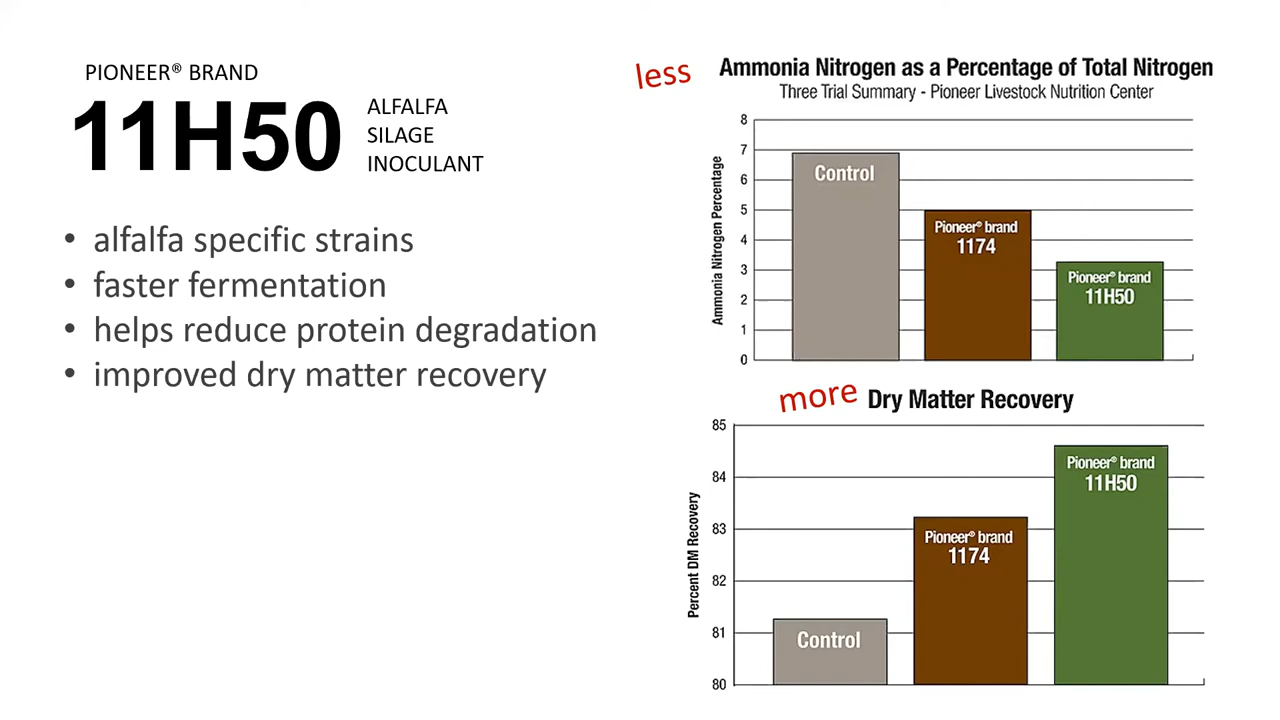 PIONEER® BRAND
11H50
ALFALFA
SILAGE
INOCULANT
• alfalfa specific strains
• faster fermentation
• helps reduce protein degradation
• improved dry matter recovery
less
Ammonia Nitrogen as a Percentage of Total Nitrogen
Three Trial Summary - Pioneer Livestock Nutrition Center
Ammonia Nitrogen Percentage
8
7
6
5
4
3
2
1
0
Control
Pioneer® brand
1174
Pioneer® brand
11H50
more
Dry Matter Recovery
Percent DM Recovery
85
84
83
82
81
80
Control
Pioneer® brand
1174
Pioneer® brand
11H50